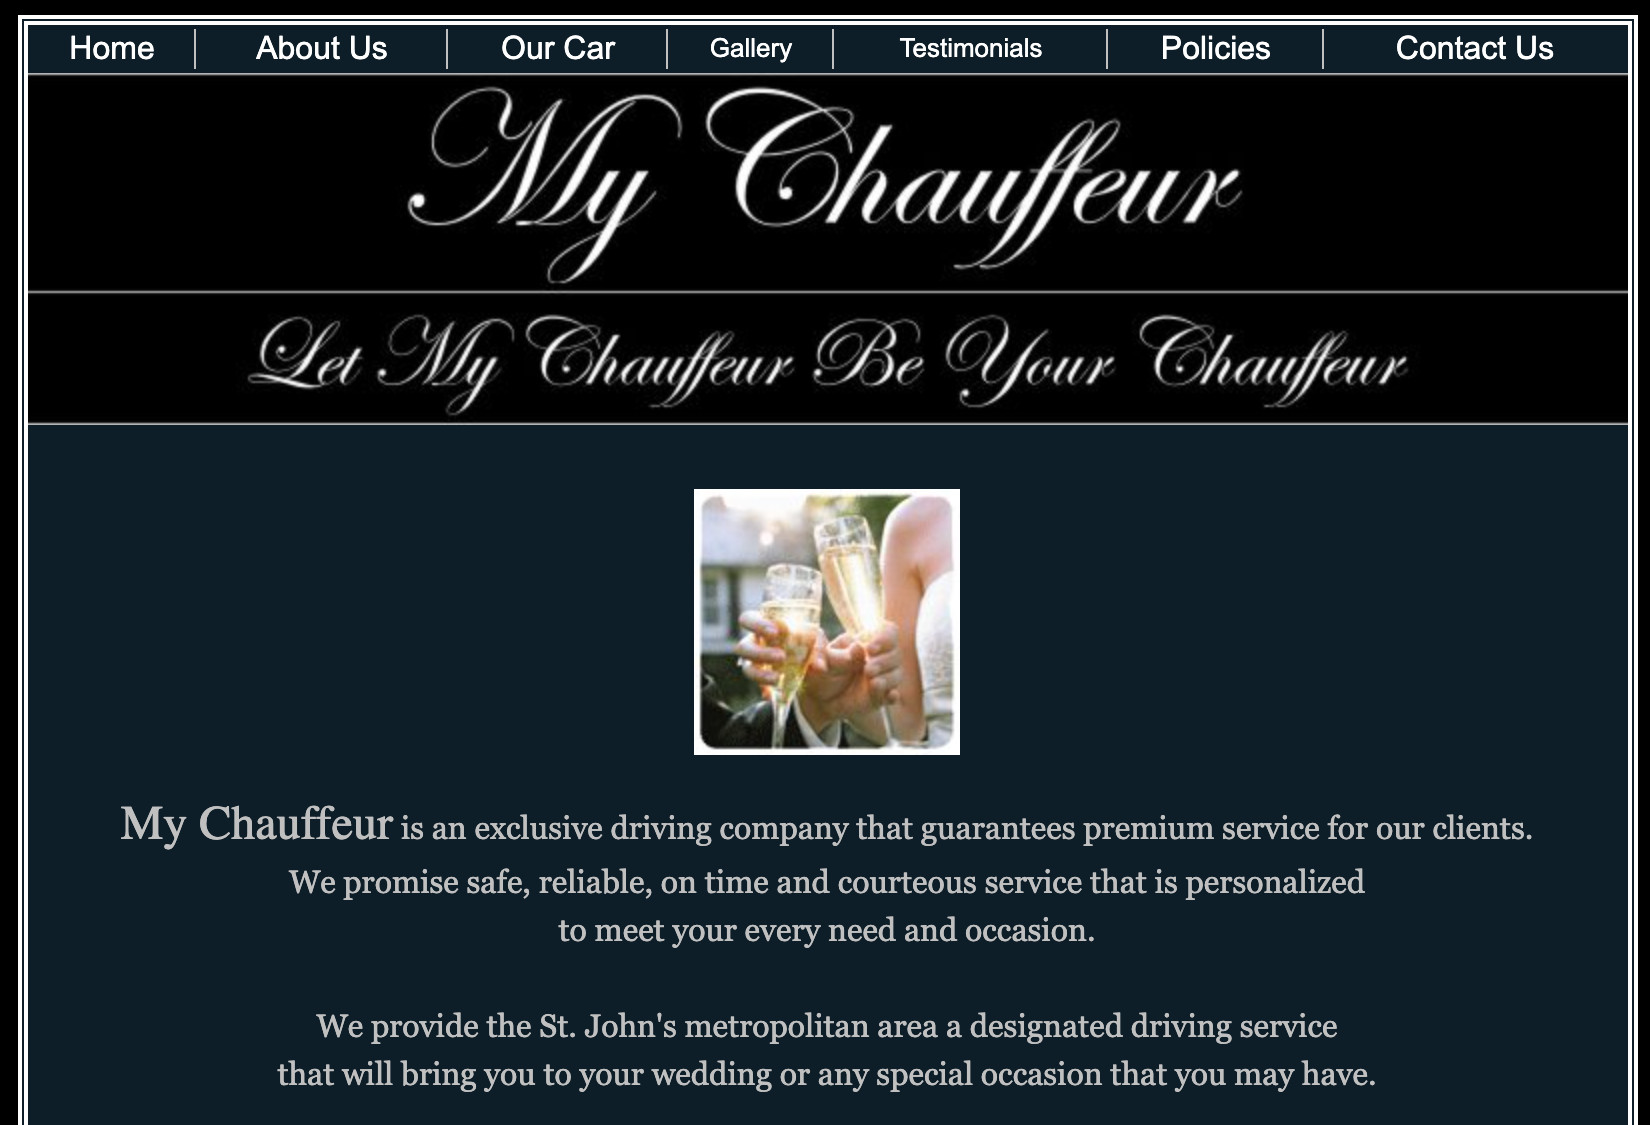 Home About Us Our Car Gallery Testimonials Policies Contact Us
My Chauffeur
Let My Chauffeur Be Your Chauffeur
My Chauffeur is an exclusive driving company that guarantees premium service for our clients.
We promise safe, reliable, on time and courteous service that is personalized
to meet your every need and occasion.
We provide the St. John's metropolitan area a designated driving service
that will bring you to your wedding or any special occasion that you may have.